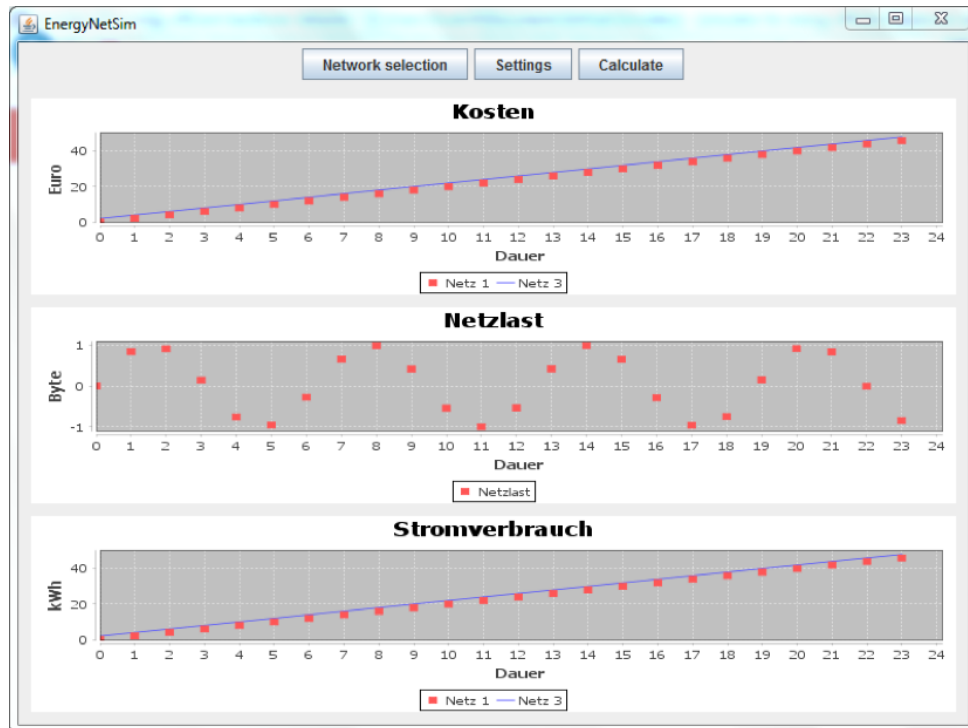 EnergyNetSim
Network selection Settings Calculate
Kosten
Euro
40
20
0
0 1 2 3 4 5 6 7 8 9 10 11 12 13 14 15 16 17 18 19 20 21 22 23 24
Dauer
Netz 1 Netz 3
Netzlast
Byte
1
0
-1
0 1 2 3 4 5 6 7 8 9 10 11 12 13 14 15 16 17 18 19 20 21 22 23 24
Dauer
Netzlast
Stromverbrauch
kWh
40
20
0
0 1 2 3 4 5 6 7 8 9 10 11 12 13 14 15 16 17 18 19 20 21 22 23 24
Dauer
Netz 1 Netz 3